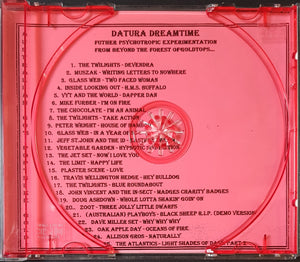 DATURA DREAMTIME
FUTHER PSYCHOTROPIC EXPERIMENTATION
FROM BEYOND THE FOREST OFGOLDTOPS...
1. THE TWILIGHTS - DEVENDRA
2. MUSZAK - WRITING LETTERS TO NOWHERE
3. GLASS WEB - TWO FACED WOMAN
4. INSIDE LOOKING OUT - H.M.S. BUFFALO
5. VYT AND THE WORLD - DAPPER DAN
6. MIKE FURBER - I'M ON FIRE
7. THE CHOCOLATE - I'M AN ANIMAL
8. THE TWILIGHTS - TAKE ACTION
9. PETER WRIGHT - HOUSE OF
10. GLASS WEB - IN A YEAR OF
11. JEFF ST JOHN AND THE ID -
12. VEGETABLE GARDEN - HYPNOTIC
13. THE JET SET - NOW I LOVE YOU
14. THE LIMIT - HAPPY LIFE
15. PLASTER SCENE - LOVE
16. TRAVIS WELLINGTON HEDGE - HEY BULLDOG
17. THE TWILIGHTS - BLUE ROUNDABOUT
18. JOHN VINCENT AND THE IN-SECT - MADGES CHARITY BADGES
19. DOUG ASHDOWN - WHOLE LOTTA SHAKIN' GOIN' ON
20. ZOOT - THREE JOLLY LITTLE DWARFS
21. (AUSTRALIAN) PLAYBOYS - BLACK SHEEP R.I.P. (DEMO VERSION)
22. DAVE MILLER SET - WHY WHY WHY
23. OAK APPLE DAY - OCEANS OF FIRE
24. ALLISON GROS - NATURALLY
25. THE ATLANTICS - LIGHT SHADES OF DARK, PART 2